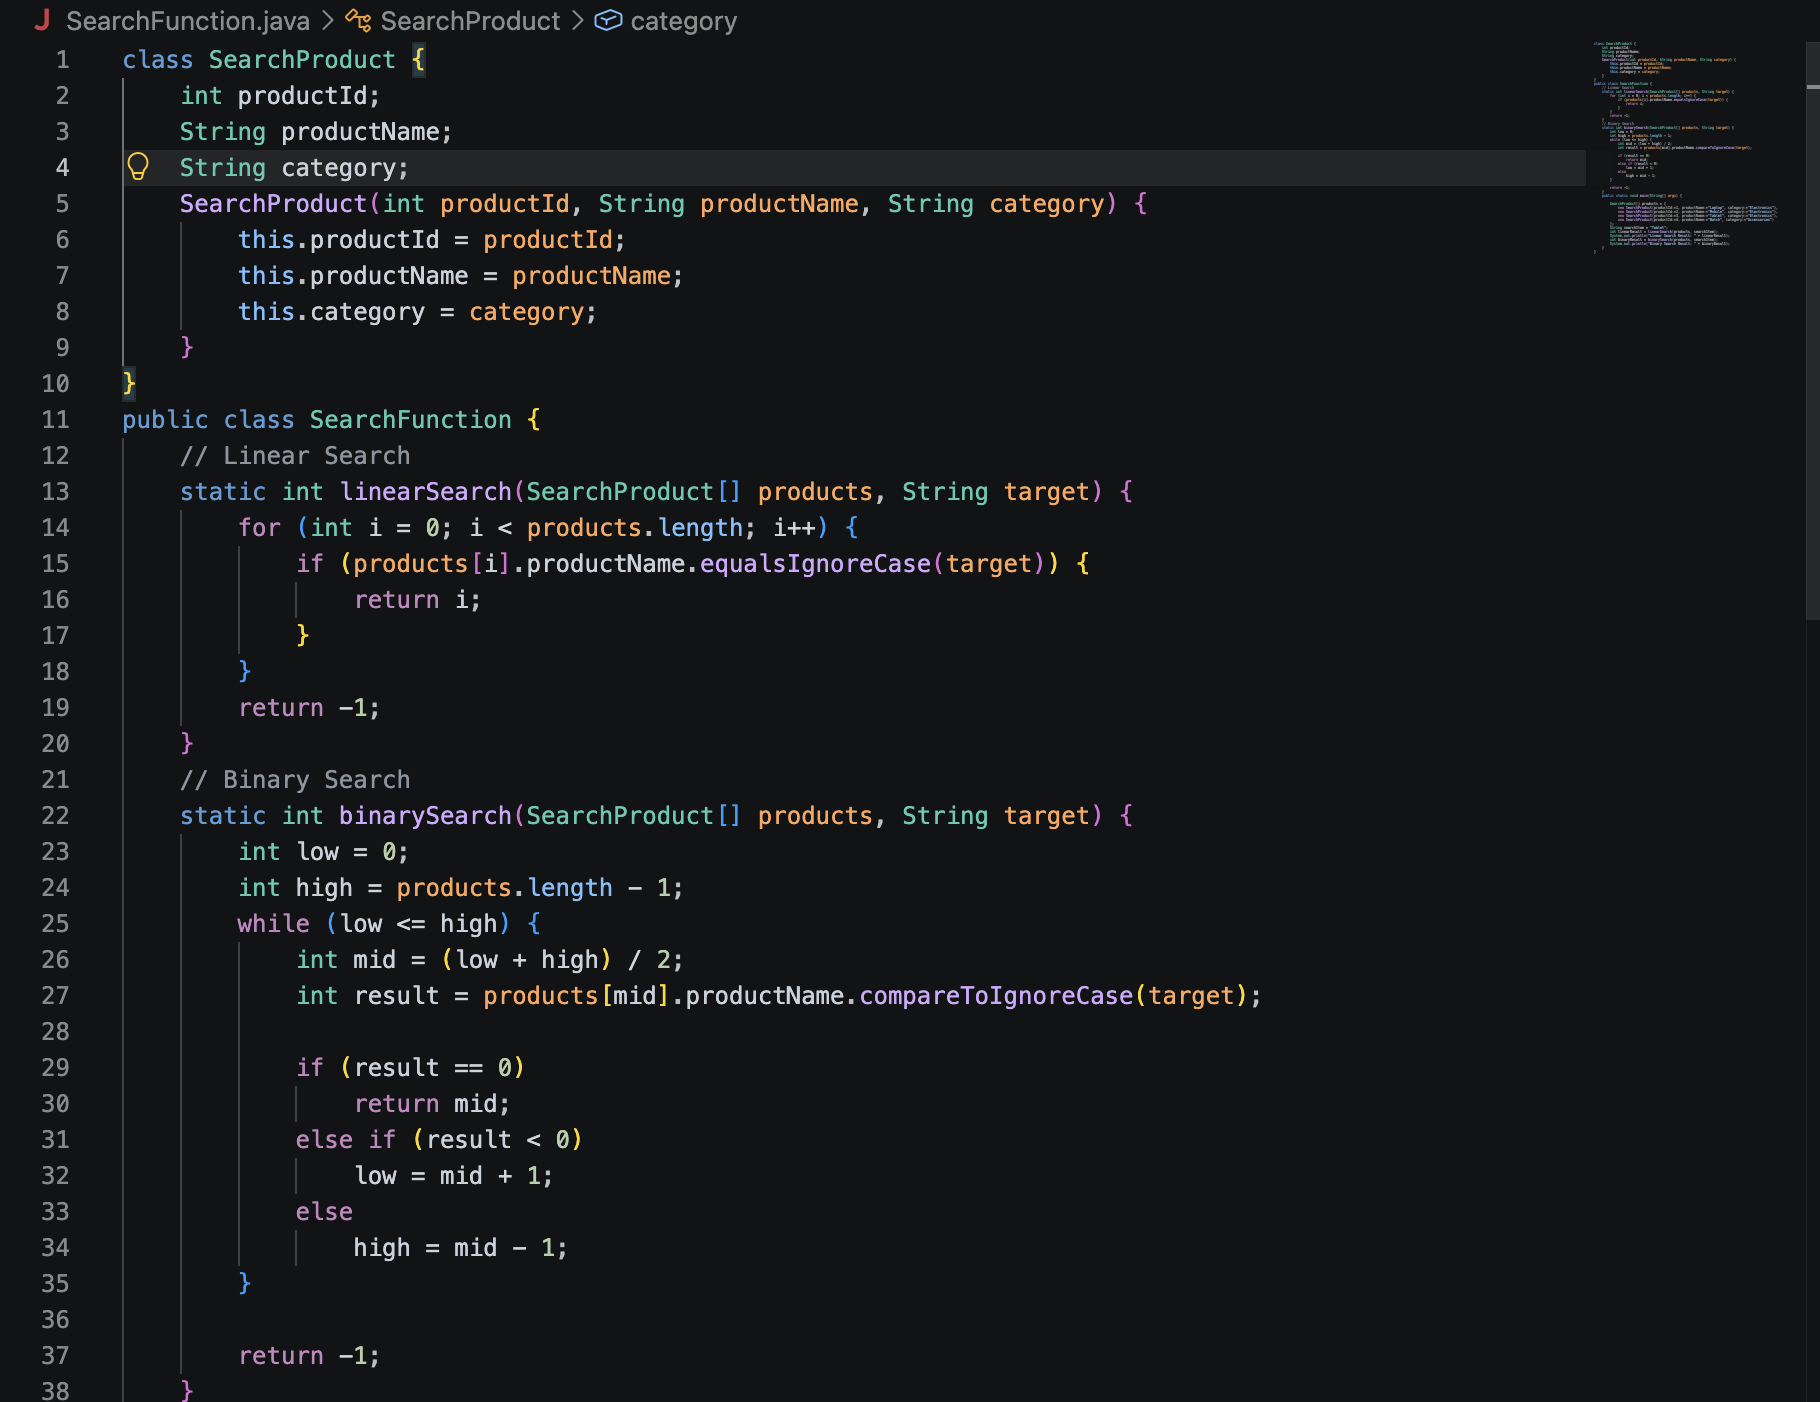 SearchFunction.java > SearchProduct > category
1 class SearchProduct {
2     int productId;
3     String productName;
4     String category;
5     SearchProduct(int productId, String productName, String category) {
6         this.productId = productId;
7         this.productName = productName;
8         this.category = category;
9     }
10 }
11 public class SearchFunction {
12     // Linear Search
13     static int linearSearch(SearchProduct[] products, String target) {
14         for (int i = 0; i < products.length; i++) {
15             if (products[i].productName.equalsIgnoreCase(target)) {
16                 return i;
17             }
18         }
19         return -1;
20     }
21     // Binary Search
22     static int binarySearch(SearchProduct[] products, String target) {
23         int low = 0;
24         int high = products.length - 1;
25         while (low <= high) {
26             int mid = (low + high) / 2;
27             int result = products[mid].productName.compareToIgnoreCase(target);
28
29             if (result == 0)
30                 return mid;
31             else if (result < 0)
32                 low = mid + 1;
33             else
34                 high = mid - 1;
35         }
36
37         return -1;
38     }